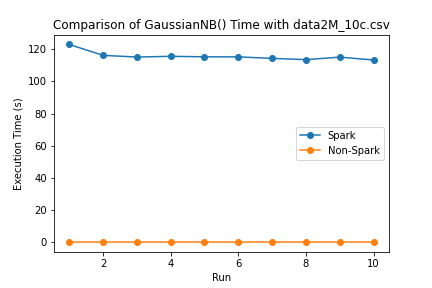 Comparison of GaussianNB() Time with data2M_10c.csv
120
100
80
60
40
20
0
Execution Time (s)
Spark
Non-Spark
2 4 6 8 10
Run